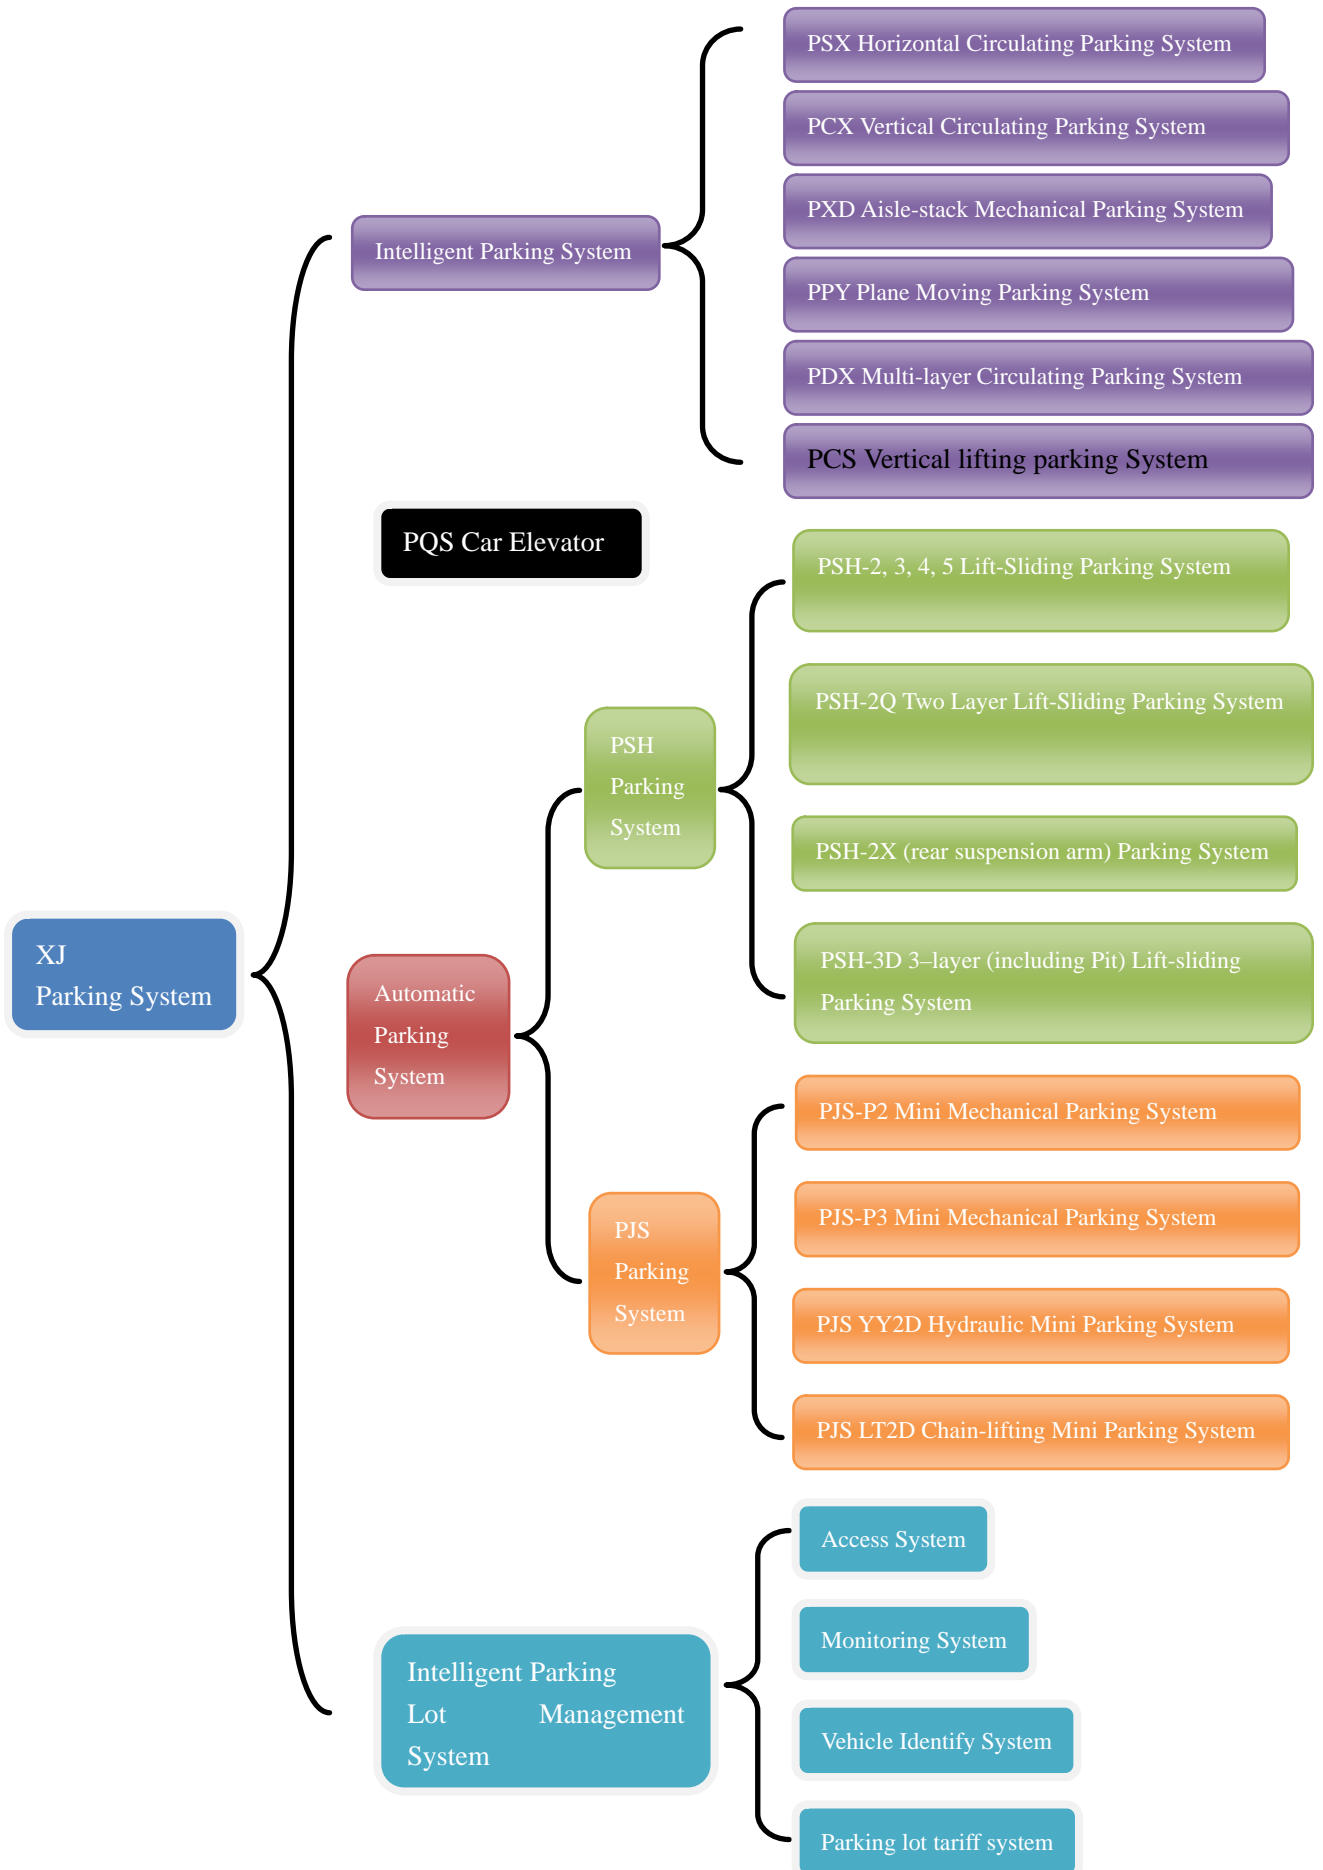 PSX Horizontal Circulating Parking System
PCX Vertical Circulating Parking System
PXD Aisle-stack Mechanical Parking System
Intelligent Parking System
PPY Plane Moving Parking System
PDX Multi-layer Circulating Parking System
PCS Vertical lifting parking System
PQS Car Elevator
PSH-2, 3, 4, 5 Lift-Sliding Parking System
PSH-2Q Two Layer Lift-Sliding Parking System
PSH
Parking
System
PSH-2X (rear suspension arm) Parking System
XJ
Parking System
Automatic
Parking
System
PSH-3D 3–layer (including Pit) Lift-sliding
Parking System
PJS-P2 Mini Mechanical Parking System
PJS-P3 Mini Mechanical Parking System
PJS
Parking
System
PJS YY2D Hydraulic Mini Parking System
PJS LT2D Chain-lifting Mini Parking System
Access System
Monitoring System
Intelligent Parking
Lot Management
System
Vehicle Identify System
Parking lot tariff system